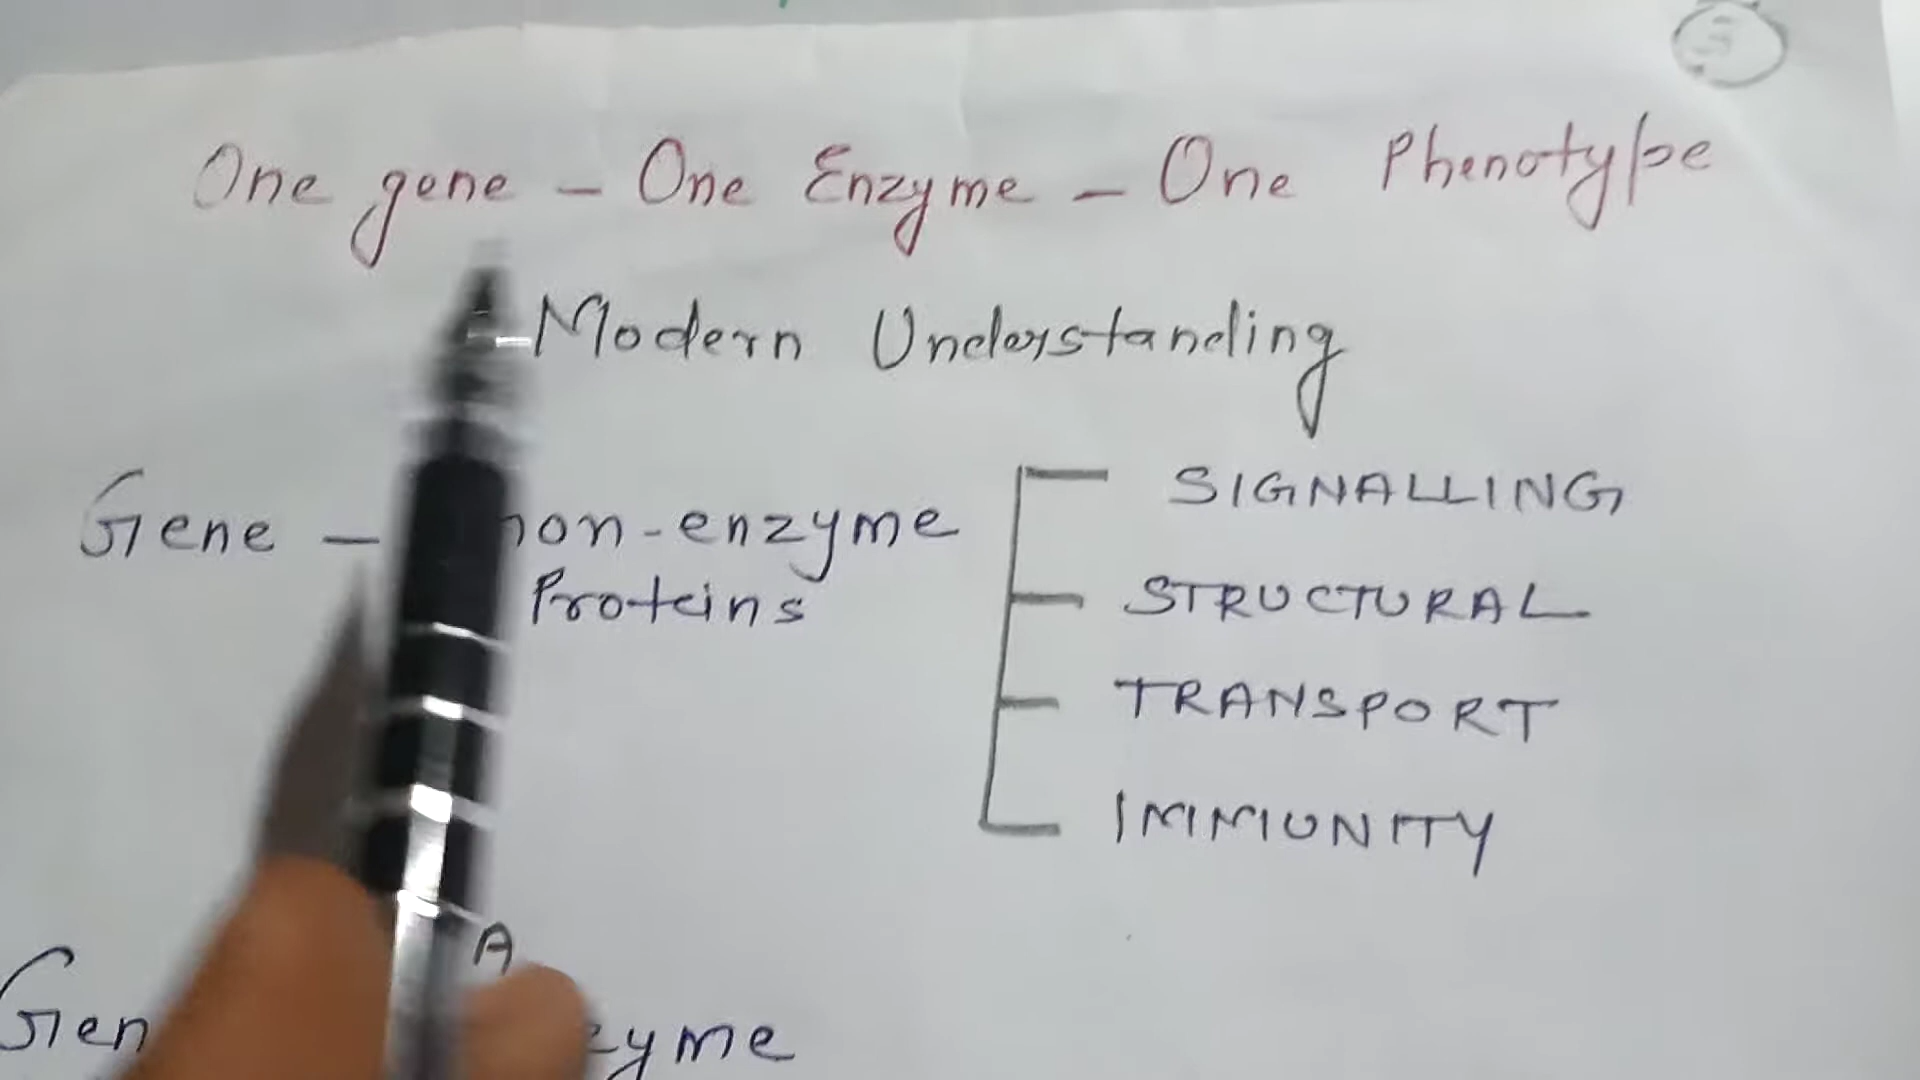 One gene - One Enzyme - One Phenotype
- Modern Understanding
Gene - non-enzyme Proteins
SIGNALLING
STRUCTURAL
TRANSPORT
IMMUNITY
A